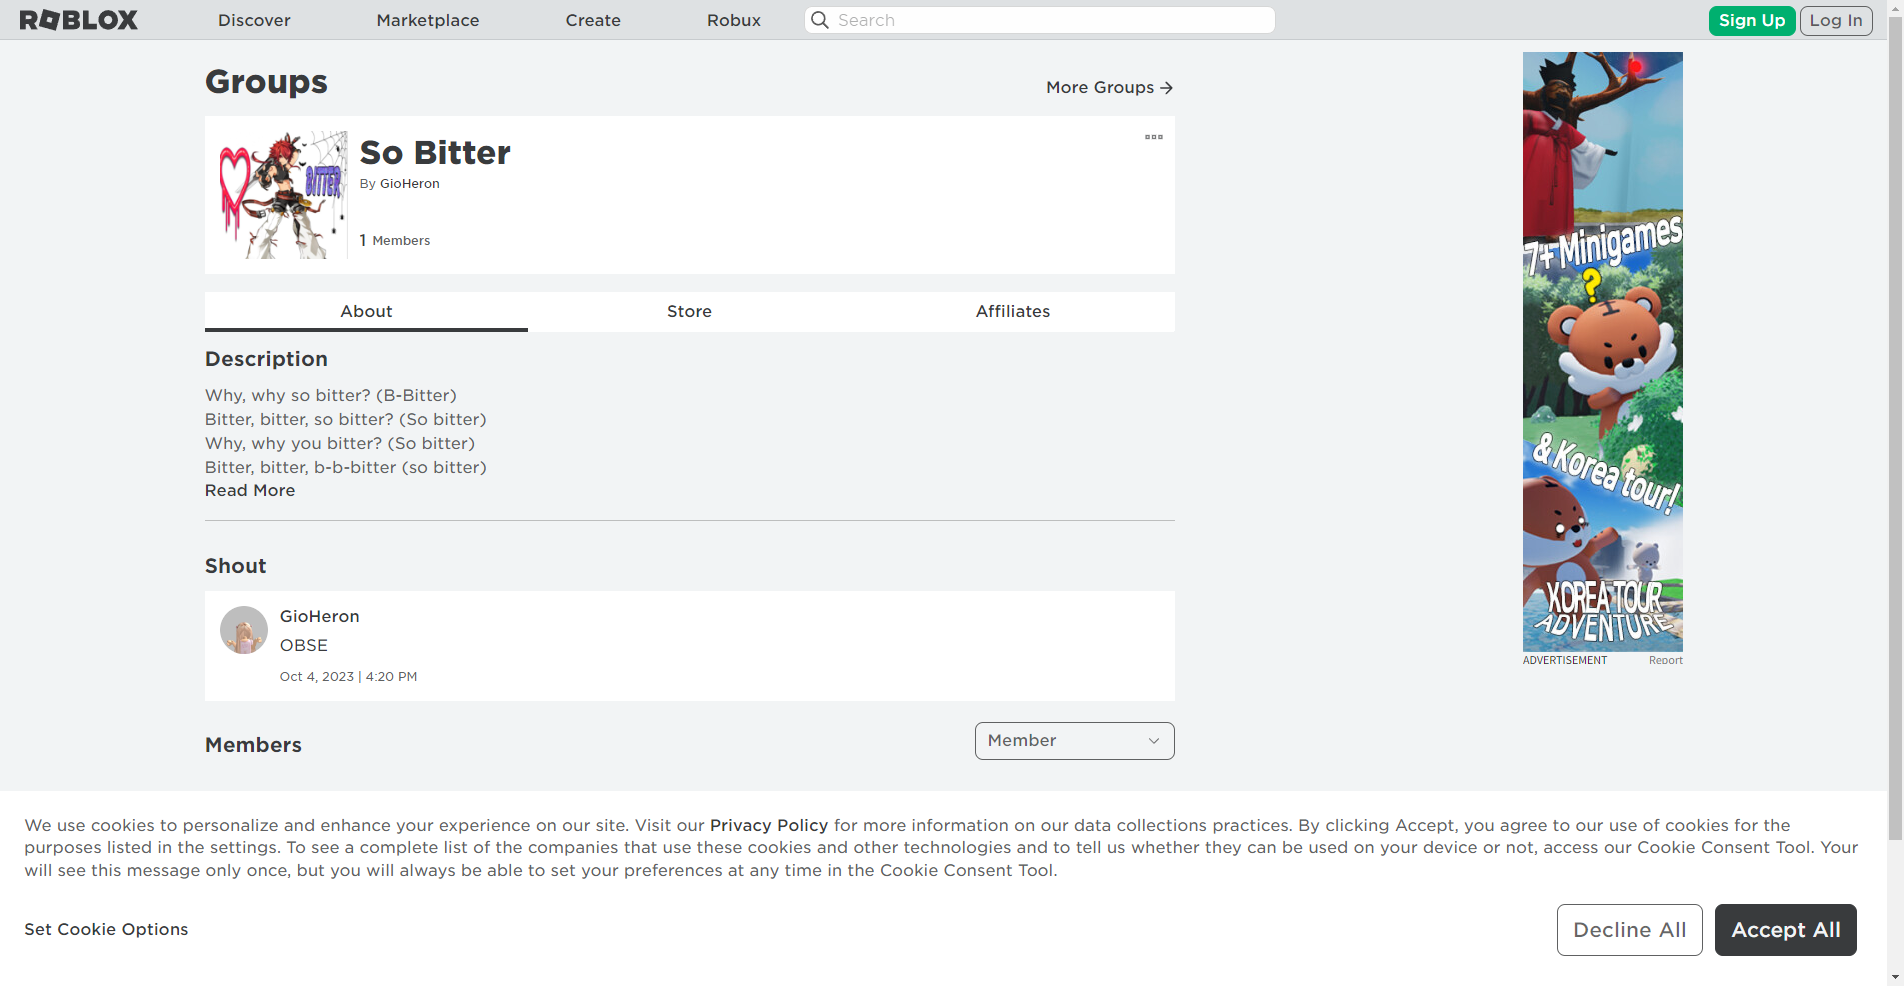 ROBLOX
Discover
Marketplace
Create
Robux
Search
Sign Up
Log In
Groups
More Groups
BITTER
So Bitter
By GioHeron
1 Members
About
Store
Affiliates
Description
Why, why so bitter? (B-Bitter)
Bitter, bitter, so bitter? (So bitter)
Why, why you bitter? (So bitter)
Bitter, bitter, b-b-bitter (so bitter)
Read More
Shout
GioHeron
OBSE
Oct 4, 2023 | 4:20 PM
Members
Member
7+ Minigames
?
& Korea tour!
KOREA TOUR
ADVENTURE
ADVERTISEMENT
Report
We use cookies to personalize and enhance your experience on our site. Visit our Privacy Policy for more information on our data collections practices. By clicking Accept, you agree to our use of cookies for the
purposes listed in the settings. To see a complete list of the companies that use these cookies and other technologies and to tell us whether they can be used on your device or not, access our Cookie Consent Tool. Your
will see this message only once, but you will always be able to set your preferences at any time in the Cookie Consent Tool.
Set Cookie Options
Decline All
Accept All